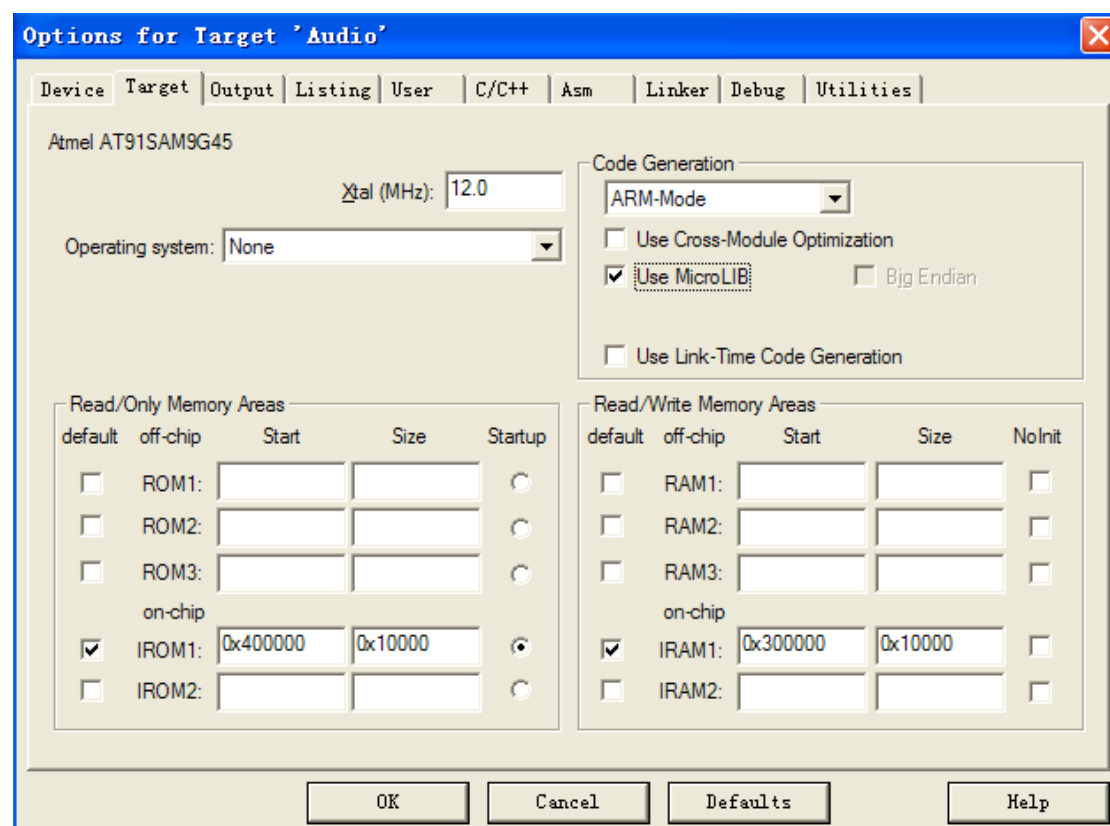 Options for Target 'Audio'
Device Target Output Listing User C/C++ Asm Linker Debug Utilities
Atmel AT91SAM9G45
Xtal (MHz): 12.0
Operating system: None
Code Generation
ARM-Mode
Use Cross-Module Optimization
Use MicroLIB Big Endian
Use Link-Time Code Generation
Read/Only Memory Areas
default off-chip Start Size Startup
ROM1:
ROM2:
ROM3:
on-chip
IROM1: 0x400000 0x10000
IROM2:
Read/Write Memory Areas
default off-chip Start Size NoInit
RAM1:
RAM2:
RAM3:
on-chip
IRAM1: 0x300000 0x10000
IRAM2:
OK Cancel Defaults Help